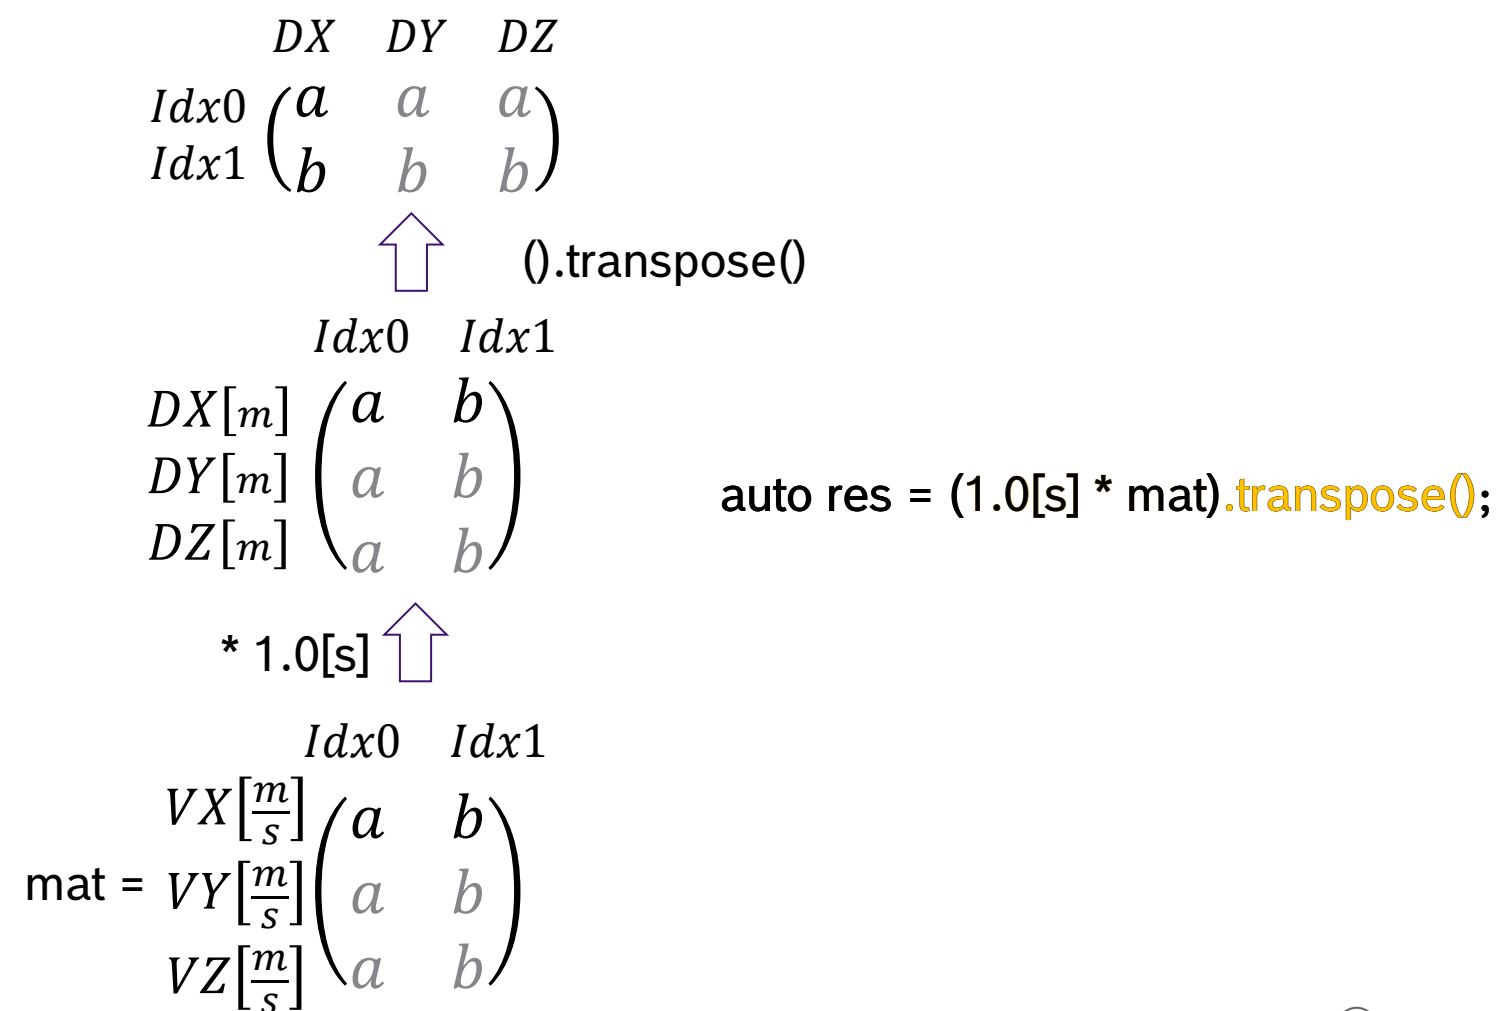 DX DY DZ
Idx0 a a a
Idx1 b b b
().transpose()
Idx0 Idx1
DX[m] a b
DY[m] a b
DZ[m] a b
auto res = (1.0[s] * mat).transpose();
* 1.0[s]
Idx0 Idx1
VX[m/s] a b
mat = VY[m/s] a b
VZ[m/s] a b